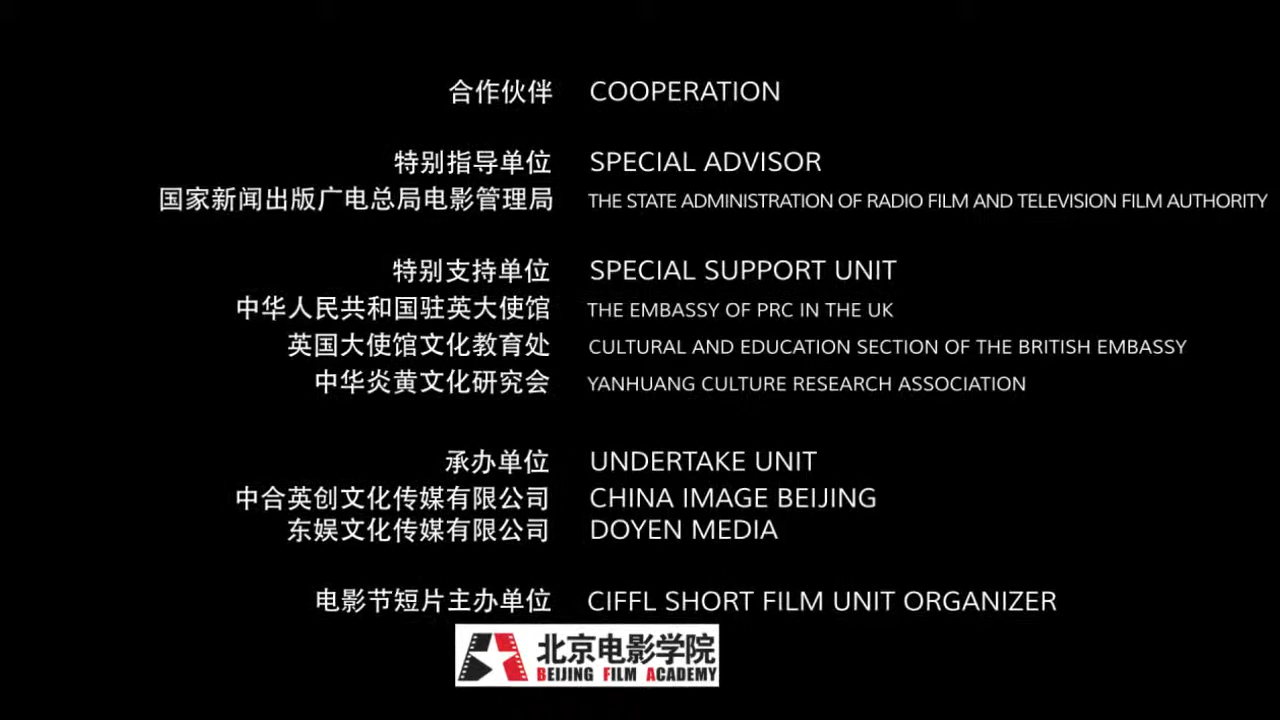 合作伙伴 COOPERATION
特别指导单位 SPECIAL ADVISOR
国家新闻出版广电总局电影管理局 THE STATE ADMINISTRATION OF RADIO FILM AND TELEVISION FILM AUTHORITY
特别支持单位 SPECIAL SUPPORT UNIT
中华人民共和国驻英大使馆 THE EMBASSY OF PRC IN THE UK
英国大使馆文化教育处 CULTURAL AND EDUCATION SECTION OF THE BRITISH EMBASSY
中华炎黄文化研究会 YANHUANG CULTURE RESEARCH ASSOCIATION
承办单位 UNDERTAKE UNIT
中合英创文化传媒有限公司 CHINA IMAGE BEIJING
东娱文化传媒有限公司 DOYEN MEDIA
电影节短片主办单位 CIFFL SHORT FILM UNIT ORGANIZER
北京电影学院
BEIJING FILM ACADEMY